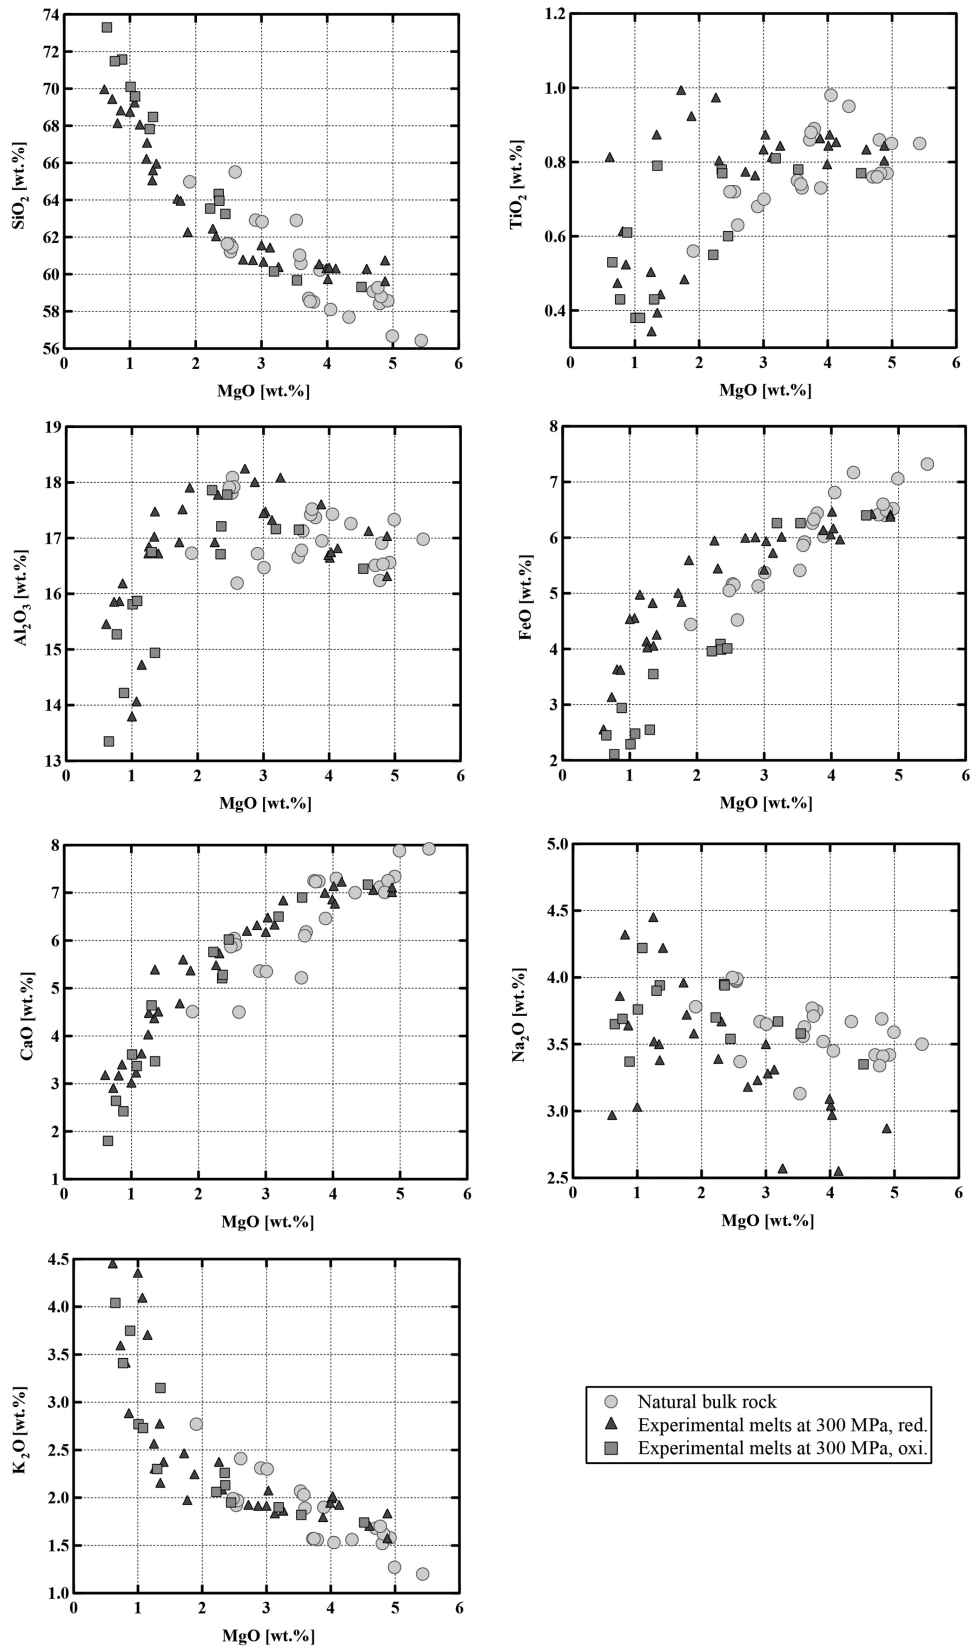 74
72
70
68
66
64
62
60
58
56
SiO2 [wt.%]
0 1 2 3 4 5 6
MgO [wt.%]
1.2
1.0
0.8
0.6
0.4
TiO2 [wt.%]
0 1 2 3 4 5 6
MgO [wt.%]
19
18
17
16
15
14
13
Al2O3 [wt.%]
0 1 2 3 4 5 6
MgO [wt.%]
8
7
6
5
4
3
2
FeO [wt.%]
0 1 2 3 4 5 6
MgO [wt.%]
8
7
6
5
4
3
2
1
CaO [wt.%]
0 1 2 3 4 5 6
MgO [wt.%]
5.0
4.5
4.0
3.5
3.0
2.5
Na2O [wt.%]
0 1 2 3 4 5 6
MgO [wt.%]
4.5
4.0
3.5
3.0
2.5
2.0
1.5
1.0
K2O [wt.%]
0 1 2 3 4 5 6
MgO [wt.%]
Natural bulk rock
Experimental melts at 300 MPa, red.
Experimental melts at 300 MPa, oxi.